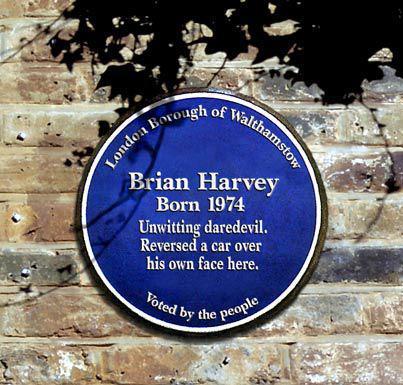 London Borough of Walthamstow
Brian Harvey
Born 1974
Unwitting daredevil.
Reversed a car over
his own face here.
Voted by the people